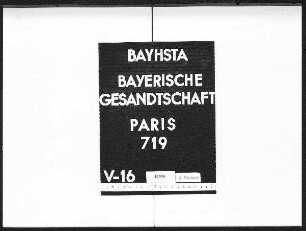 BAYHSTA
BAYERISCHE
GESANDTSCHAFT
PARIS
719
V-16